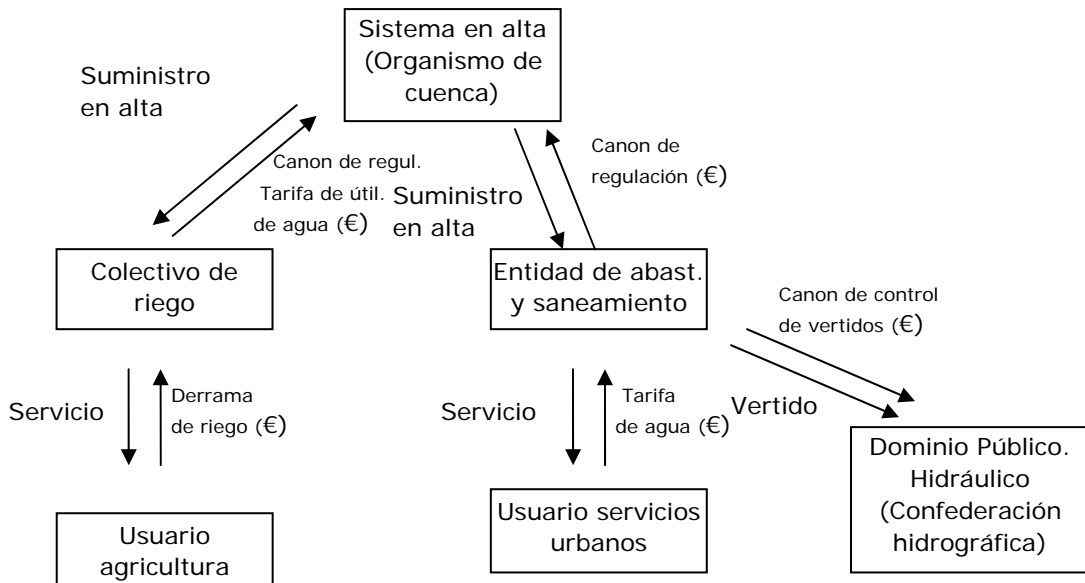 Sistema en alta
(Organismo de
cuenca)
Suministro
en alta
Canon de regul.
Tarifa de útil.
de agua (€)
Suministro
en alta
Canon de
regulación (€)
Colectivo de
riego
Entidad de abast.
y saneamiento
Canon de control
de vertidos (€)
Servicio
Derrama
de riego (€)
Servicio
Tarifa
de agua (€)
Vertido
Dominio Público.
Hidráulico
(Confederación
hidrográfica)
Usuario
agricultura
Usuario servicios
urbanos